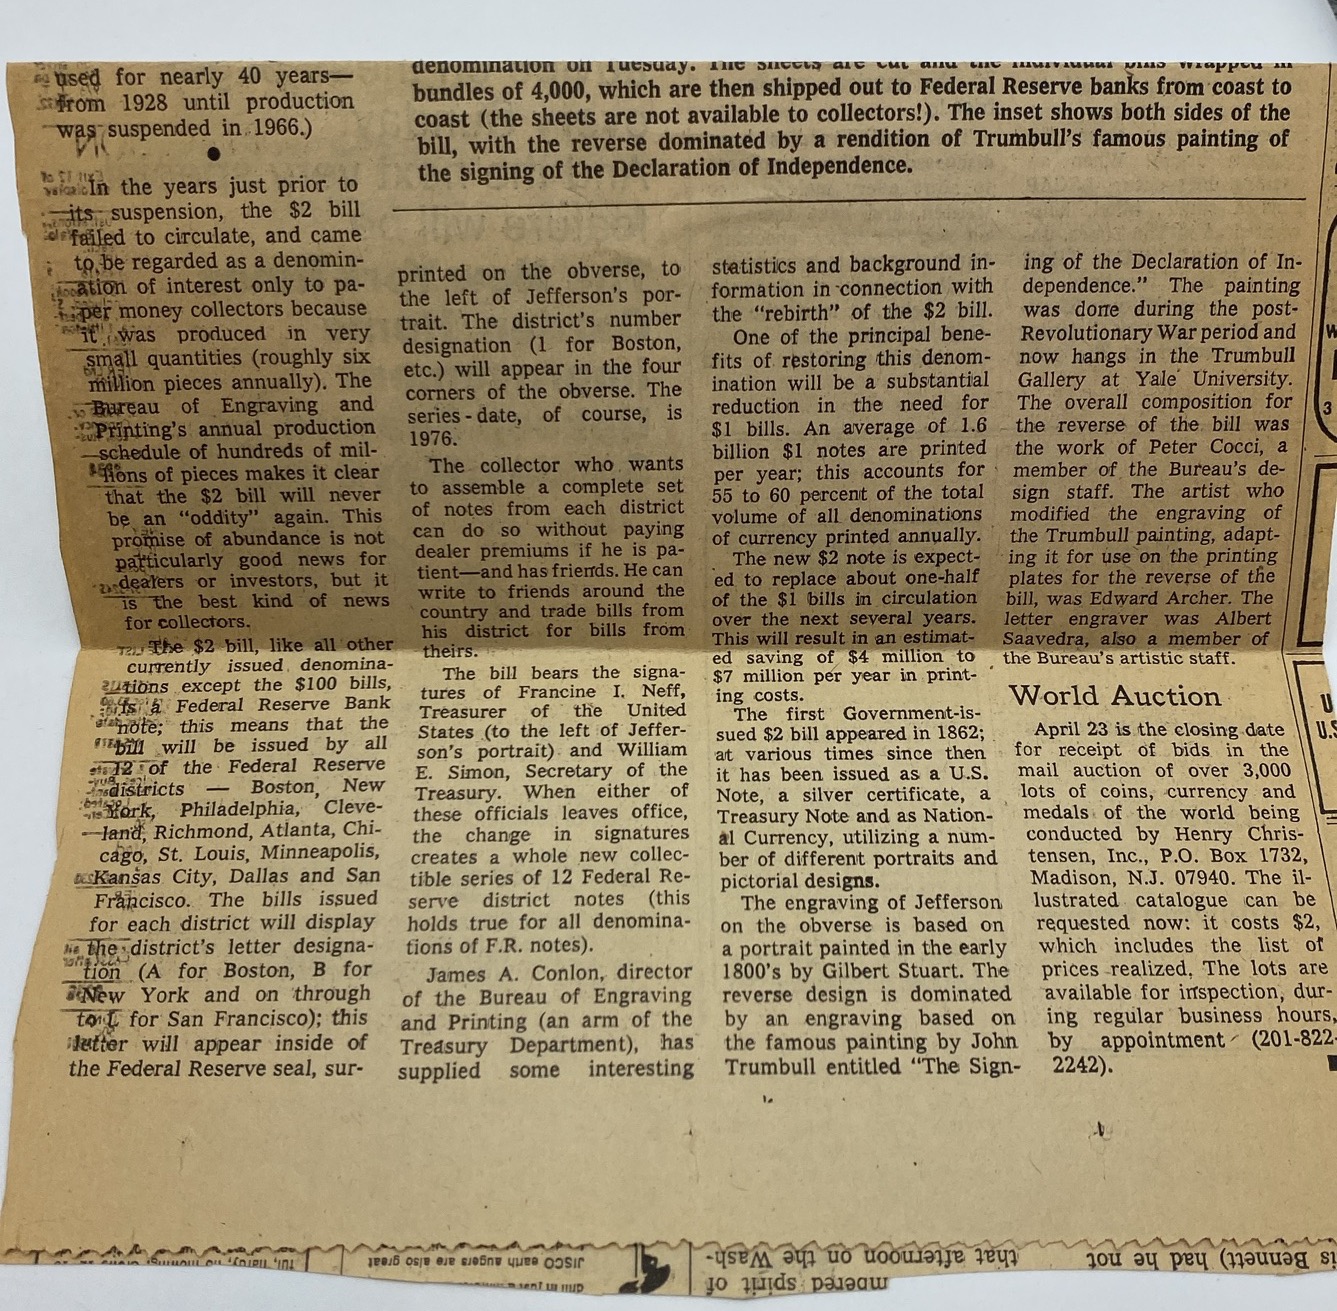 used for nearly 40 years—
from 1928 until production
was suspended in 1966.)
denomination on Tuesday. The sheets are cut and the individual bills wrapped in
bundles of 4,000, which are then shipped out to Federal Reserve banks from coast to
coast (the sheets are not available to collectors!). The inset shows both sides of the
bill, with the reverse dominated by a rendition of Trumbull's famous painting of
the signing of the Declaration of Independence.
In the years just prior to
its suspension, the $2 bill
failed to circulate, and came
to be regarded as a denomin-
ation of interest only to pa-
per money collectors because
it was produced in very
small quantities (roughly six
million pieces annually). The
Bureau of Engraving and
Printing's annual production
schedule of hundreds of mil-
lions of pieces makes it clear
that the $2 bill will never
be an "oddity" again. This
promise of abundance is not
particularly good news for
dealers or investors, but it
is the best kind of news
for collectors.
The $2 bill, like all other
currently issued denomina-
tions except the $100 bills,
is a Federal Reserve Bank
note; this means that the
bill will be issued by all
12 of the Federal Reserve
districts — Boston, New
York, Philadelphia, Cleve-
land, Richmond, Atlanta, Chi-
cago, St. Louis, Minneapolis,
Kansas City, Dallas and San
Francisco. The bills issued
for each district will display
the district's letter designa-
tion (A for Boston, B for
New York and on through
to L for San Francisco); this
letter will appear inside of
the Federal Reserve seal, sur-
printed on the obverse, to
the left of Jefferson's por-
trait. The district's number
designation (1 for Boston,
etc.) will appear in the four
corners of the obverse. The
series-date, of course, is
1976.
The collector who wants
to assemble a complete set
of notes from each district
can do so without paying
dealer premiums if he is pa-
tient—and has friends. He can
write to friends around the
country and trade bills from
his district for bills from
theirs.
The bill bears the signa-
tures of Francine I. Neff,
Treasurer of the United
States (to the left of Jeffer-
son's portrait) and William
E. Simon, Secretary of the
Treasury. When either of
these officials leaves office,
the change in signatures
creates a whole new collec-
tible series of 12 Federal Re-
serve district notes (this
holds true for all denomina-
tions of F.R. notes).
James A. Conlon, director
of the Bureau of Engraving
and Printing (an arm of the
Treasury Department), has
supplied some interesting
statistics and background in-
formation in connection with
the "rebirth" of the $2 bill.
One of the principal bene-
fits of restoring this denom-
ination will be a substantial
reduction in the need for
$1 bills. An average of 1.6
billion $1 notes are printed
per year; this accounts for
55 to 60 percent of the total
volume of all denominations
of currency printed annually.
The new $2 note is expect-
ed to replace about one-half
of the $1 bills in circulation
over the next several years.
This will result in an estimat-
ed saving of $4 million to
$7 million per year in print-
ing costs.
The first Government-is-
sued $2 bill appeared in 1862;
at various times since then
it has been issued as a U.S.
Note, a silver certificate, a
Treasury Note and as Nation-
al Currency, utilizing a num-
ber of different portraits and
pictorial designs.
The engraving of Jefferson
on the obverse is based on
a portrait painted in the early
1800's by Gilbert Stuart. The
reverse design is dominated
by an engraving based on
the famous painting by John
Trumbull entitled "The Sign-
ing of the Declaration of In-
dependence." The painting
was done during the post-
Revolutionary War period and
now hangs in the Trumbull
Gallery at Yale University.
The overall composition for
the reverse of the bill was
the work of Peter Cocci, a
member of the Bureau's de-
sign staff. The artist who
modified the engraving of
the Trumbull painting, adapt-
ing it for use on the printing
plates for the reverse of the
bill, was Edward Archer. The
letter engraver was Albert
Saavedra, also a member of
the Bureau's artistic staff.
World Auction
April 23 is the closing date
for receipt of bids in the
mail auction of over 3,000
lots of coins, currency and
medals of the world being
conducted by Henry Chris-
tensen, Inc., P.O. Box 1732,
Madison, N.J. 07940. The il-
lustrated catalogue can be
requested now: it costs $2,
which includes the list of
prices realized. The lots are
available for inspection, dur-
ing regular business hours,
by appointment (201-822-
2242).
W
3
U
U.S
mbered spirit of
that afternoon on the Wash-
is Bennett) had he not
JISCO earth augers are also great